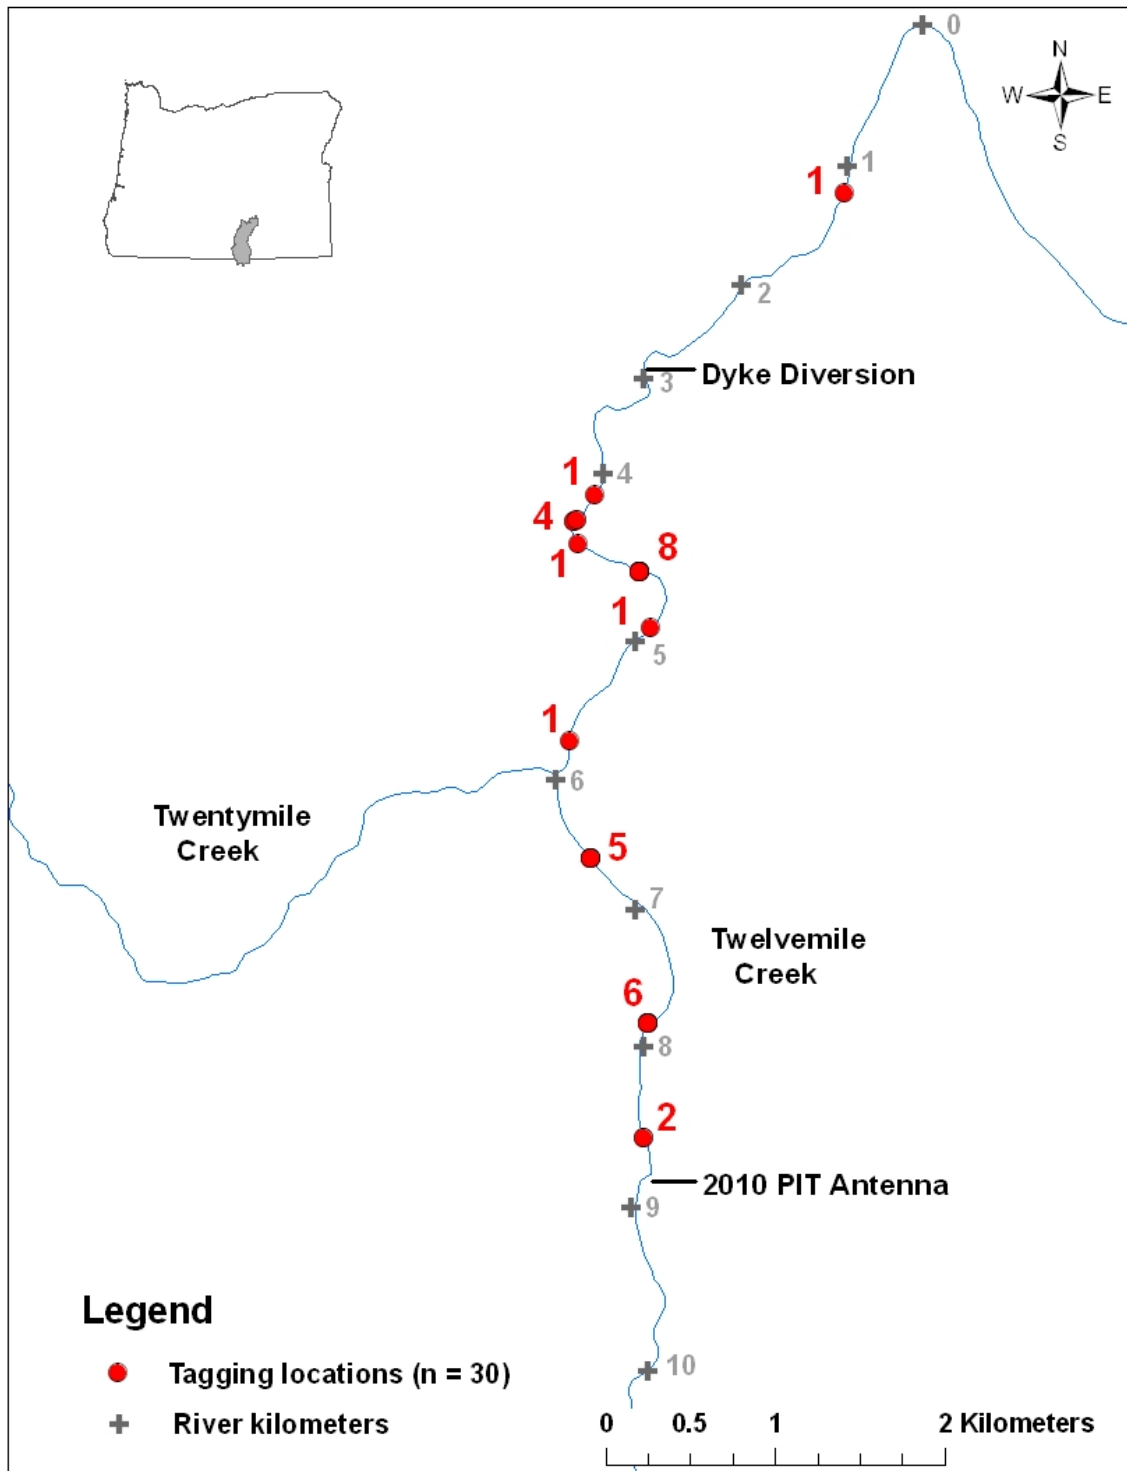 0
N
W E
S
1
1
2
Dyke Diversion
3
1
4
4
1
8
1
5
1
6
Twentymile
Creek
5
7
Twelvemile
Creek
6
8
2
2010 PIT Antenna
9
Legend
10
Tagging locations (n = 30)
River kilometers
0 0.5 1 2 Kilometers